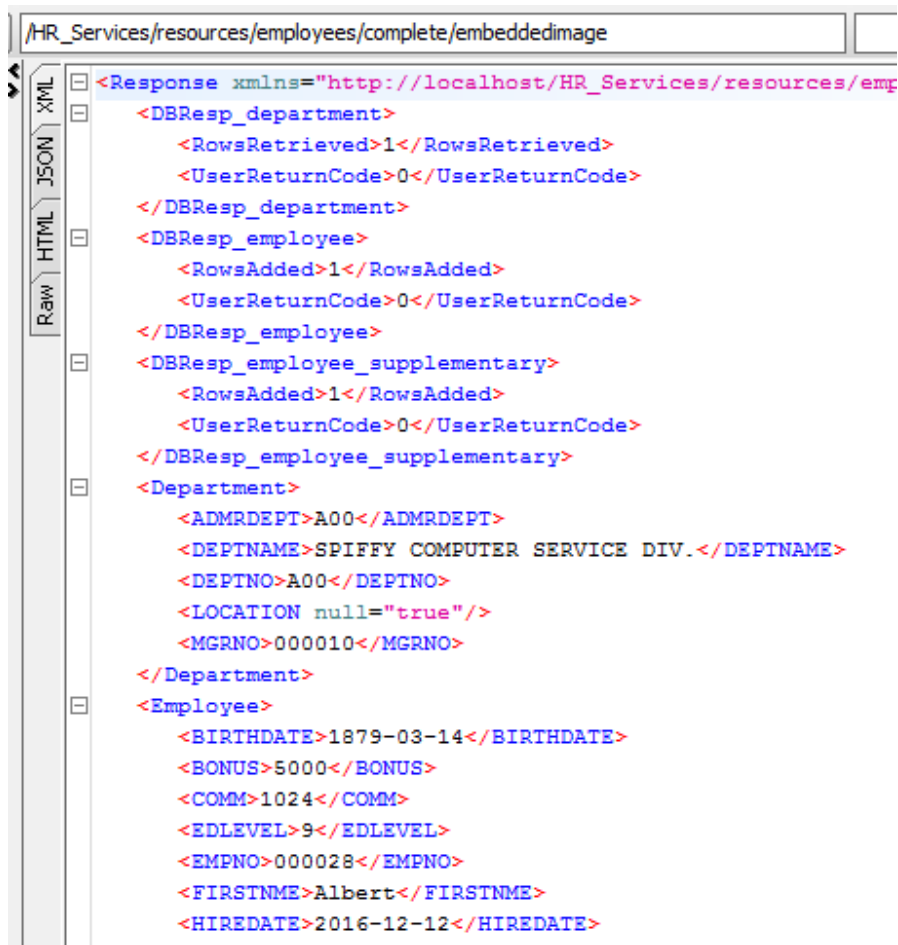 /HR_Services/resources/employees/complete/embeddedimage
XML
JSON
HTML
Raw
<Response xmlns="http://localhost/HR_Services/resources/emp
<DBResp_department>
<RowsRetrieved>1</RowsRetrieved>
<UserReturnCode>0</UserReturnCode>
</DBResp_department>
<DBResp_employee>
<RowsAdded>1</RowsAdded>
<UserReturnCode>0</UserReturnCode>
</DBResp_employee>
<DBResp_employee_supplementary>
<RowsAdded>1</RowsAdded>
<UserReturnCode>0</UserReturnCode>
</DBResp_employee_supplementary>
<Department>
<ADMRDEPT>A00</ADMRDEPT>
<DEPTNAME>SPIFFY COMPUTER SERVICE DIV.</DEPTNAME>
<DEPTNO>A00</DEPTNO>
<LOCATION null="true"/>
<MGRNO>000010</MGRNO>
</Department>
<Employee>
<BIRTHDATE>1879-03-14</BIRTHDATE>
<BONUS>5000</BONUS>
<COMM>1024</COMM>
<EDLEVEL>9</EDLEVEL>
<EMPNO>000028</EMPNO>
<FIRSTNME>Albert</FIRSTNME>
<HIREDATE>2016-12-12</HIREDATE>